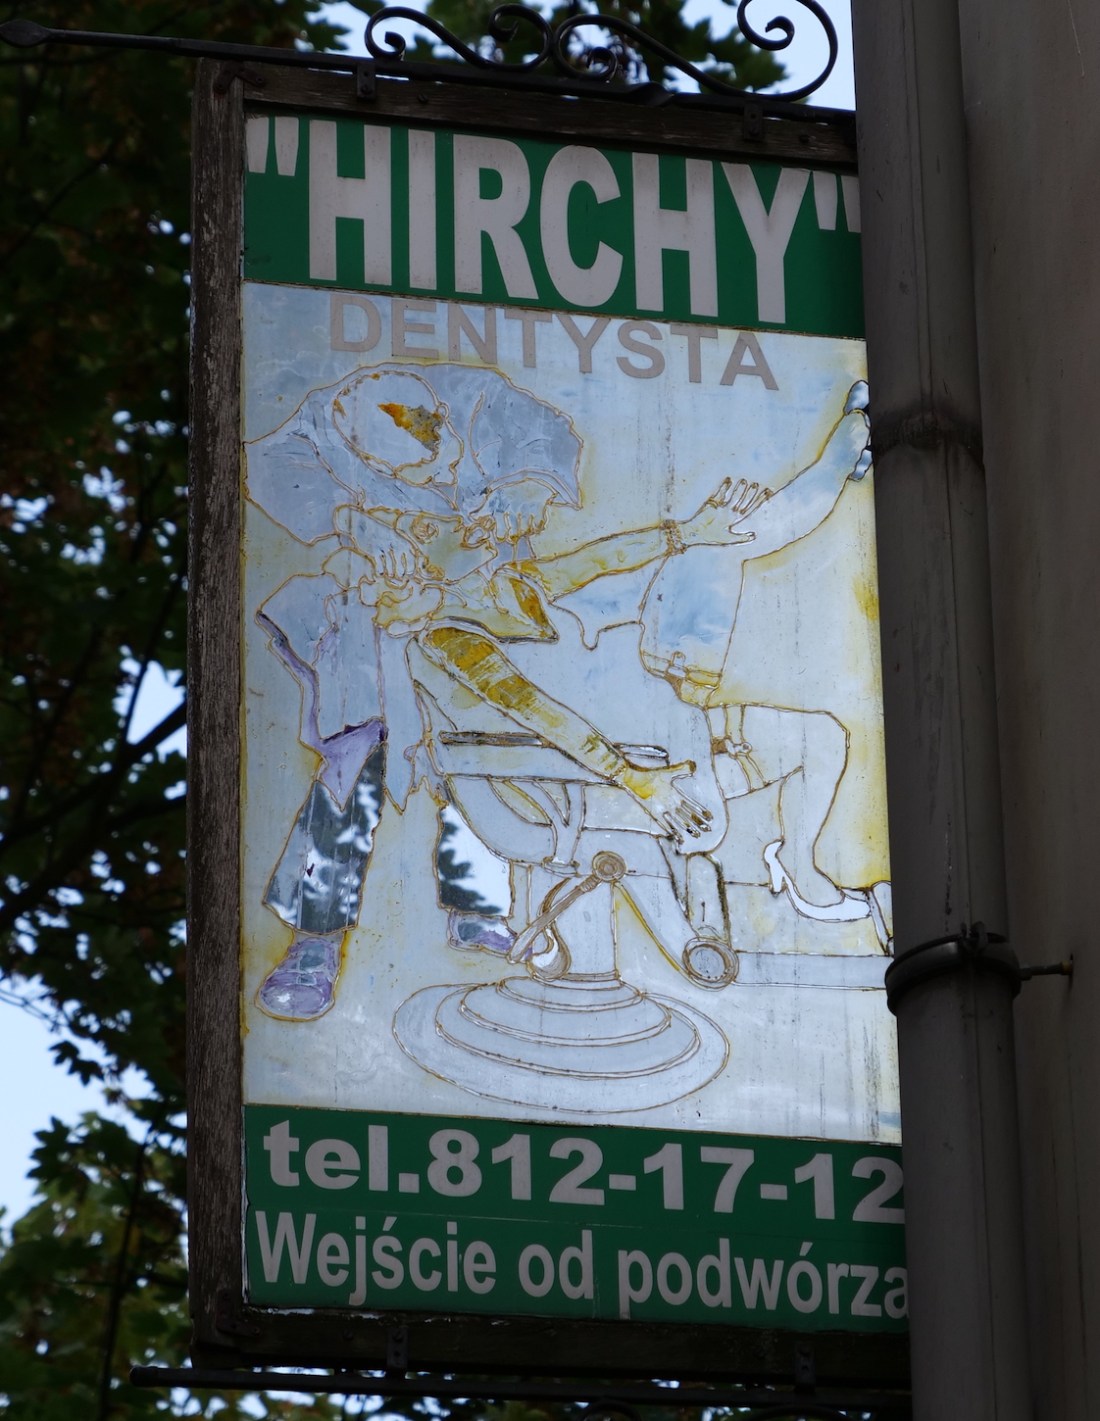 "HIRCHY"
DENTYSTA
tel.812-17-12
Wejście od podwórza